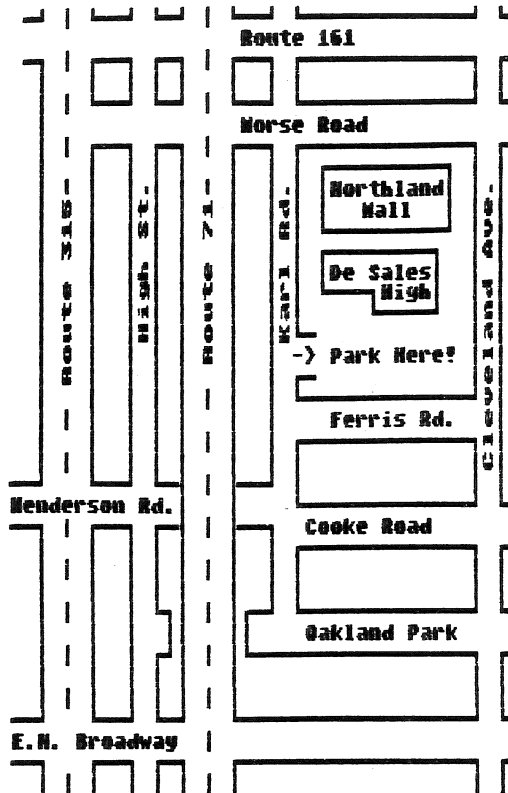 Route 161
Morse Road
Northland
Mall
Route 315
High St.
Route 71
Karl Rd.
Cleveland Ave.
De Sales
High
-> Park Here!
Ferris Rd.
Henderson Rd.
Cooke Road
Oakland Park
E.N. Broadway